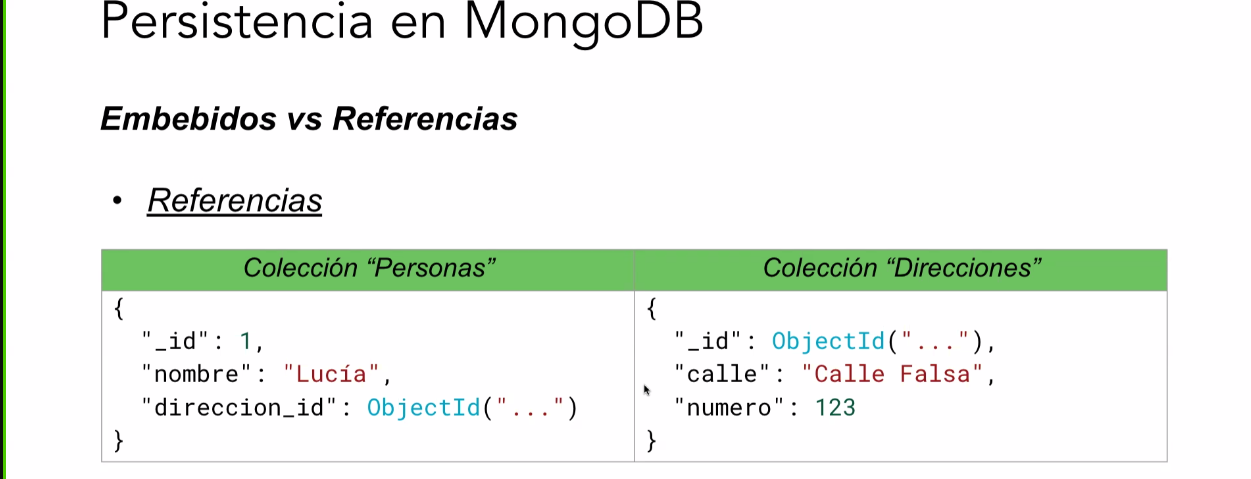 Persistencia en MongoDB
Embebidos vs Referencias
• Referencias
Colección “Personas”
{
"_id": 1,
"nombre": "Lucía",
"direccion_id": ObjectId("...")
}
Colección “Direcciones”
{
"_id": ObjectId("..."),
"calle": "Calle Falsa",
"numero": 123
}